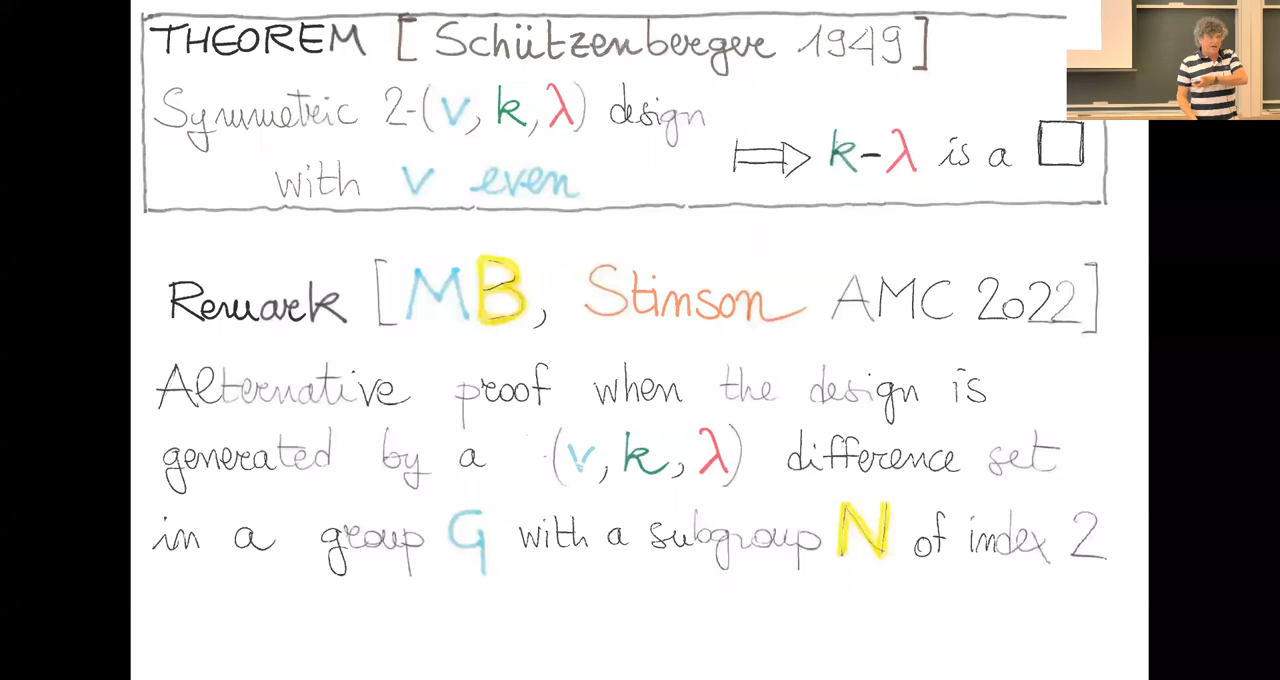 THEOREM [Schützenberger 1949]
Symmetric 2-(v, k, λ) design
with v even ⟹ k-λ is a □
Remark [MB, Stinson AMC 2022]
Alternative proof when the design is
generated by a (v, k, λ) difference set
in a group G with a subgroup N of index 2